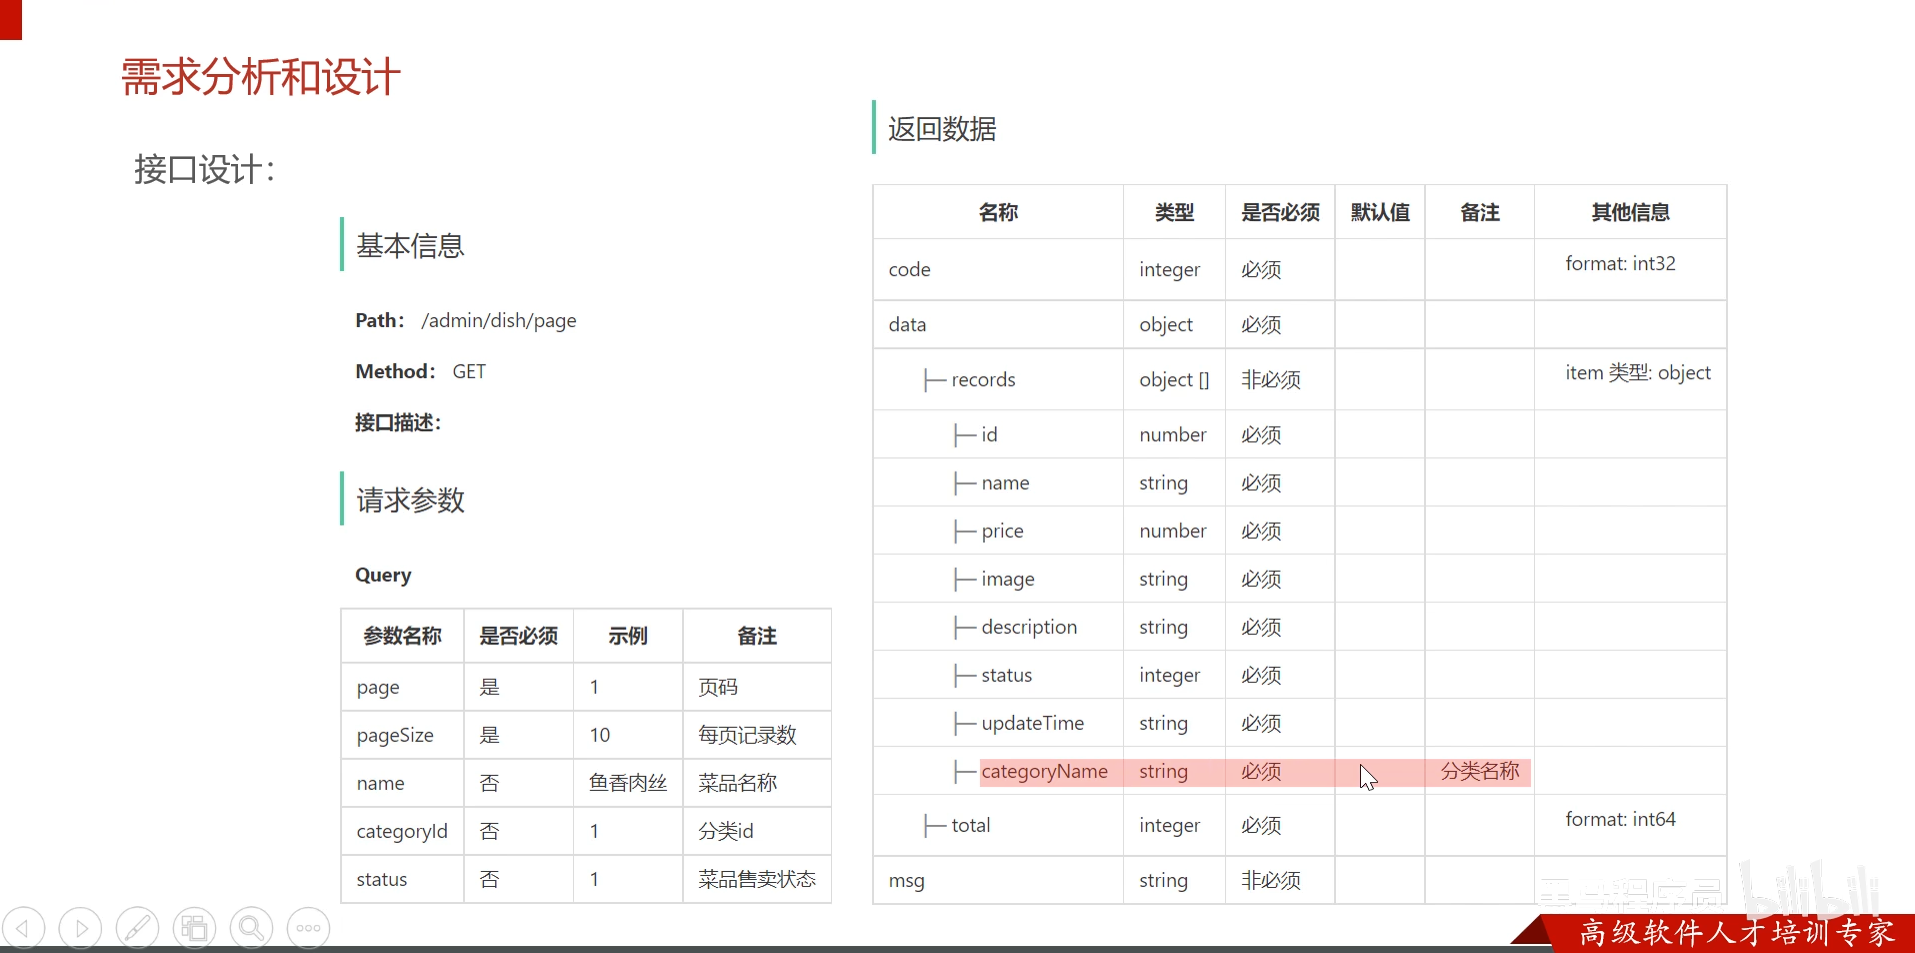 需求分析和设计
接口设计：
基本信息
Path： /admin/dish/page
Method： GET
接口描述：
请求参数
Query
参数名称 是否必须 示例 备注
page 是 1 页码
pageSize 是 10 每页记录数
name 否 鱼香肉丝 菜品名称
categoryId 否 1 分类id
status 否 1 菜品售卖状态
返回数据
名称 类型 是否必须 默认值 备注 其他信息
code integer 必须 format: int32
data object 必须
├─ records object [] 非必须 item 类型: object
├─ id number 必须
├─ name string 必须
├─ price number 必须
├─ image string 必须
├─ description string 必须
├─ status integer 必须
├─ updateTime string 必须
├─ categoryName string 必须 分类名称
├─ total integer 必须 format: int64
msg string 非必须
黑马程序员 bilibili
高级软件人才培训专家